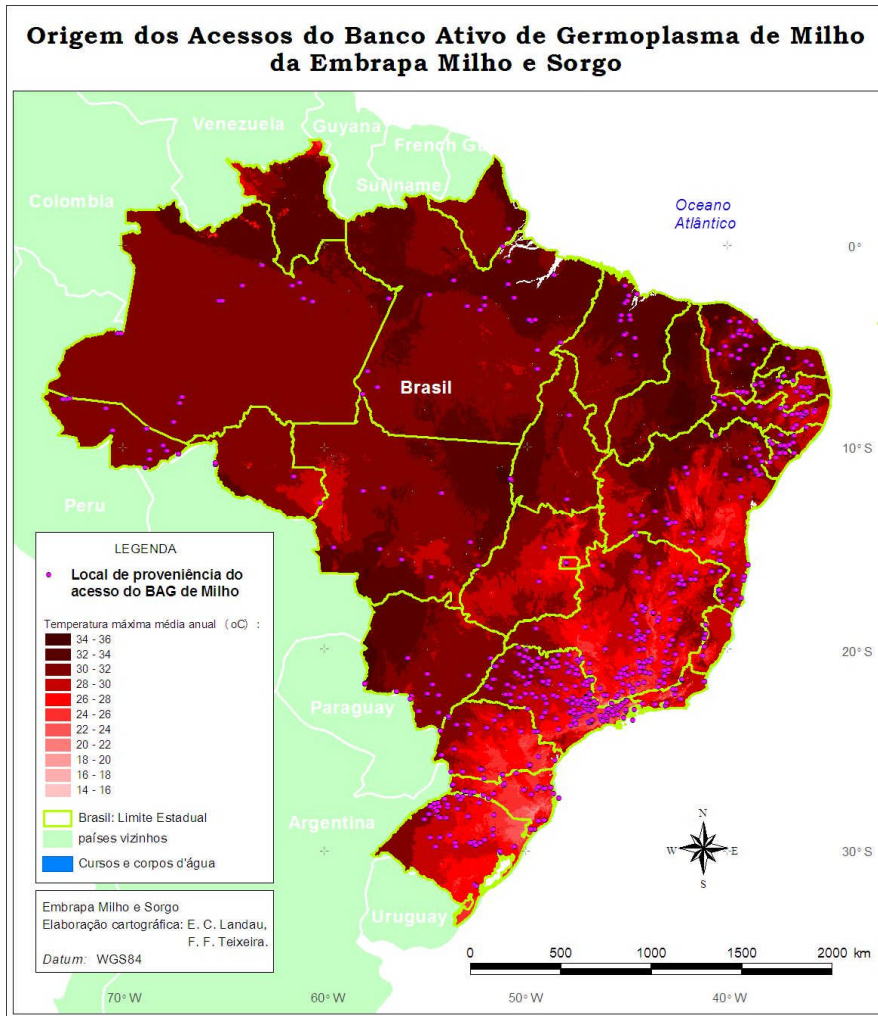 Origem dos Acessos do Banco Ativo de Germoplasma de Milho
da Embrapa Milho e Sorgo
Venezuela
Guyana
French Gu
Suriname
Colombia
Oceano
Atlântico
0°
Brasil
10°S
Peru
LEGENDA
Local de proveniência do
acesso do BAG de Milho
Temperatura máxima média anual (oC) :
34 - 36
32 - 34
30 - 32
28 - 30
26 - 28
24 - 26
22 - 24
20 - 22
18 - 20
16 - 18
14 - 16
Brasil: Limite Estadual
países vizinhos
Cursos e corpos d'água
20°S
Paraguay
Argentina
N
W
E
S
30°S
Uruguay
Embrapa Milho e Sorgo
Elaboração cartográfica: E. C. Landau,
F. F. Teixeira.
Datum: WGS84
0 500 1000 1500 2000 km
70°W 60°W 50°W 40°W